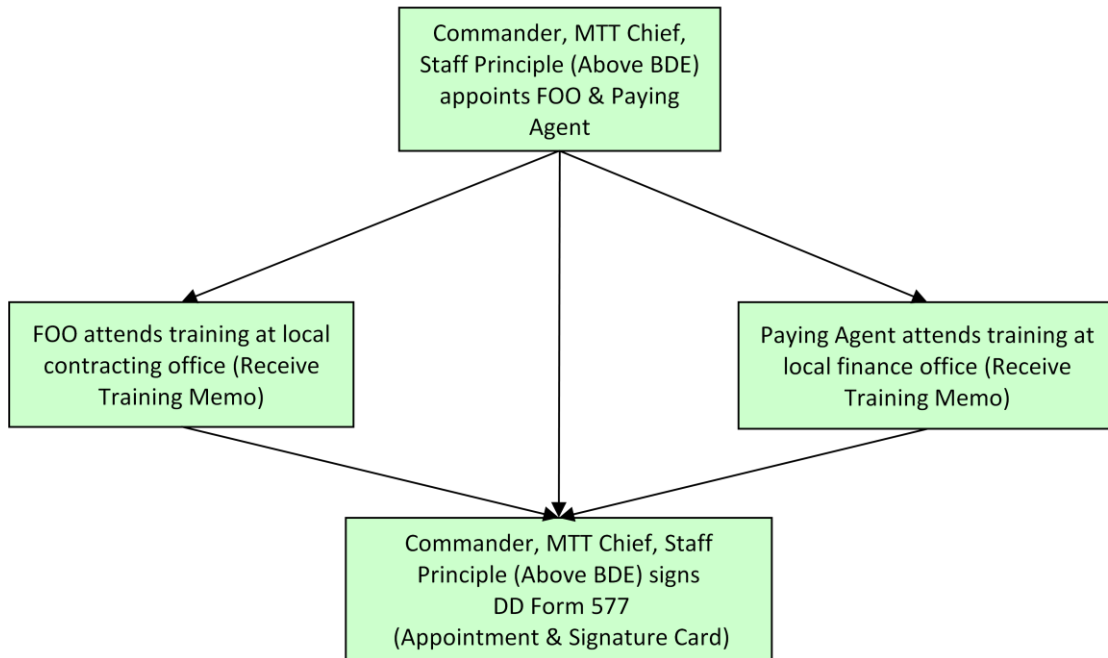 Commander, MTT Chief,
Staff Principle (Above BDE)
appoints FOO & Paying
Agent
FOO attends training at local
contracting office (Receive
Training Memo)
Paying Agent attends training at
local finance office (Receive
Training Memo)
Commander, MTT Chief, Staff
Principle (Above BDE) signs
DD Form 577
(Appointment & Signature Card)